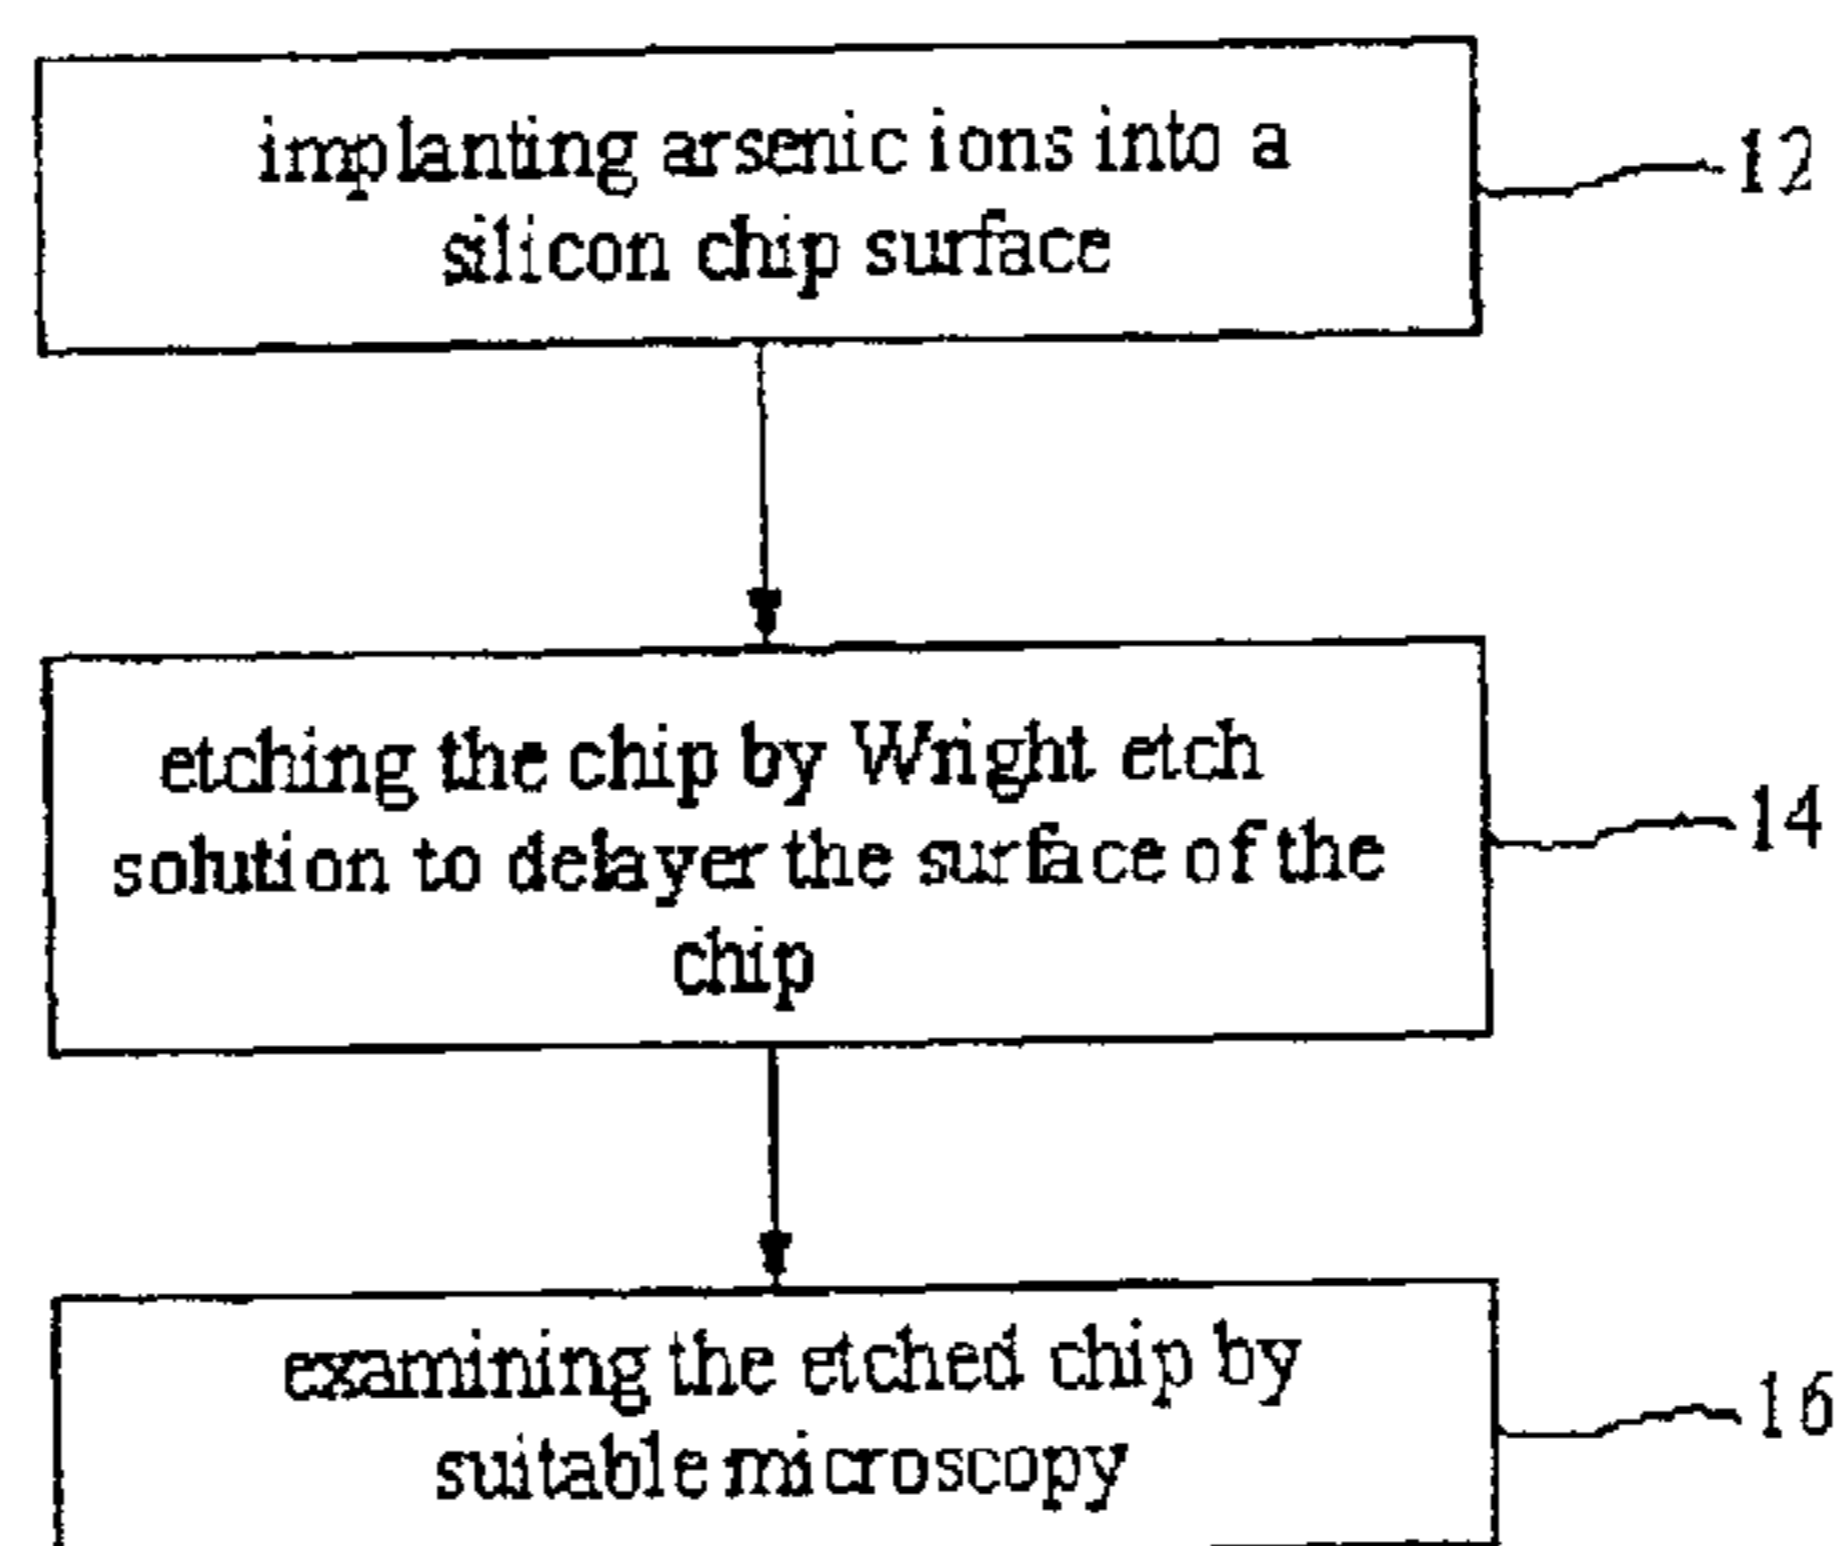 implanting arsenic ions into a
silicon chip surface
12
etching the chip by Wright etch
solution to delayer the surface of the
chip
14
examining the etched chip by
suitable microscopy
16